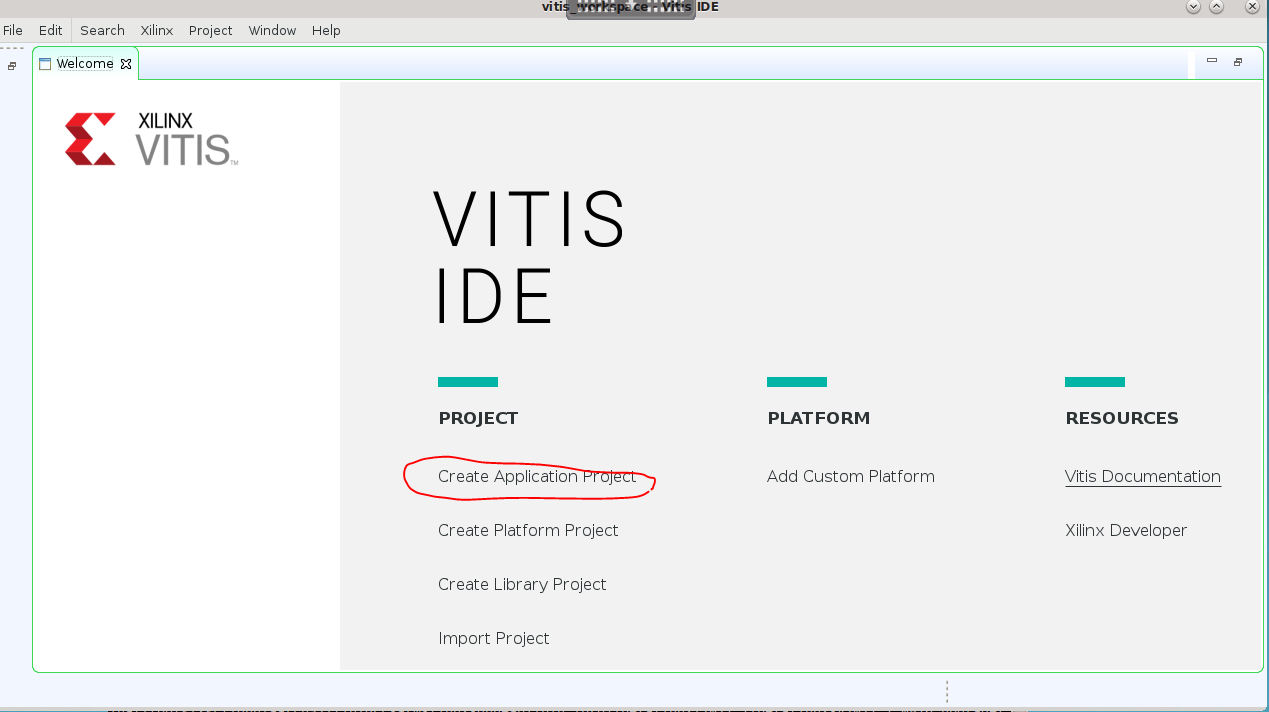 vitis_workspace - Vitis IDE
File Edit Search Xilinx Project Window Help
Welcome
XILINX
VITIS™
VITIS
IDE
PROJECT PLATFORM RESOURCES
Create Application Project Add Custom Platform Vitis Documentation
Create Platform Project Xilinx Developer
Create Library Project
Import Project